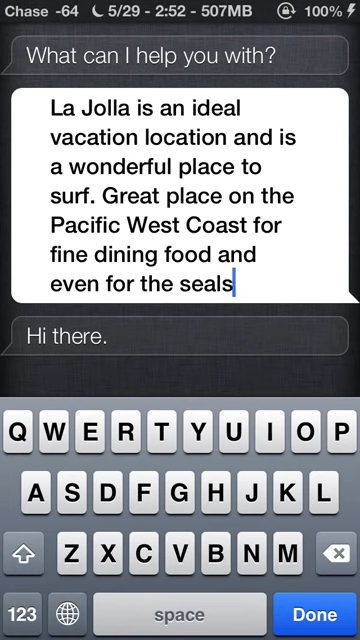 Chase -64 5/29 - 2:52 - 507MB 100%
What can I help you with?
La Jolla is an ideal
vacation location and is
a wonderful place to
surf. Great place on the
Pacific West Coast for
fine dining food and
even for the seals
Hi there.
Q W E R T Y U I O P
A S D F G H J K L
Z X C V B N M
123 space Done